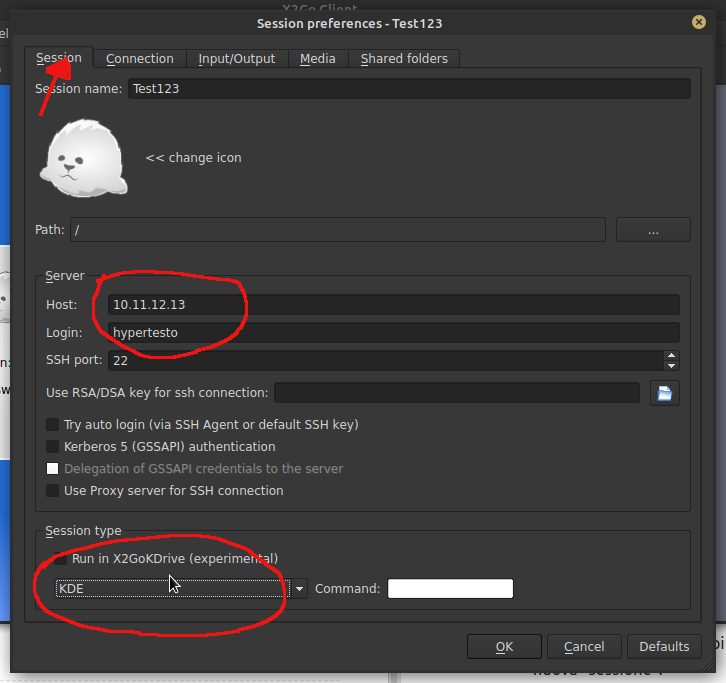 X2Go Client
Session preferences - Test123
Session Connection Input/Output Media Shared folders
Session name: Test123
<< change icon
Path: / ...
Server
Host: 10.11.12.13
Login: hypertesto
SSH port: 22
Use RSA/DSA key for ssh connection:
Try auto login (via SSH Agent or default SSH key)
Kerberos 5 (GSSAPI) authentication
Delegation of GSSAPI credentials to the server
Use Proxy server for SSH connection
Session type
Run in X2GoKDrive (experimental)
KDE Command:
OK Cancel Defaults